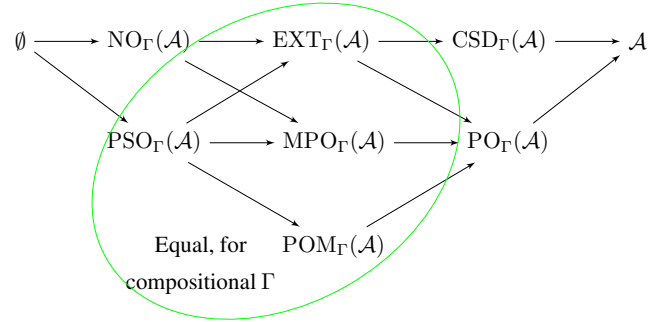 ∅ NO_Γ(𝒜) EXT_Γ(𝒜) CSD_Γ(𝒜) 𝒜
PSO_Γ(𝒜) MPO_Γ(𝒜) PO_Γ(𝒜)
Equal, for POM_Γ(𝒜)
compositional Γ